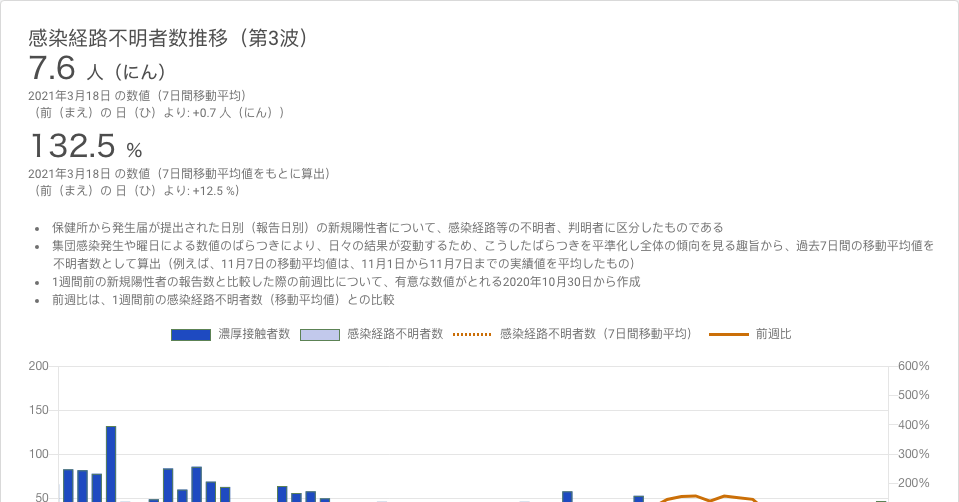 感染経路不明者数推移（第3波）
7.6 人（にん）
2021年3月18日 の数値（7日間移動平均）
（前（まえ）の 日（ひ）より: +0.7 人（にん））
132.5 %
2021年3月18日 の数値（7日間移動平均値をもとに算出）
（前（まえ）の 日（ひ）より: +12.5 %）
保健所から発生届が提出された日別（報告日別）の新規陽性者について、感染経路等の不明者、判明者に区分したものである
集団感染発生や曜日による数値のばらつきにより、日々の結果が変動するため、こうしたばらつきを平準化し全体の傾向を見る趣旨から、過去7日間の移動平均値を
不明者数として算出（例えば、11月7日の移動平均値は、11月1日から11月7日までの実績値を平均したもの）
1週間前の新規陽性者の報告数と比較した際の前週比について、有意な数値がとれる2020年10月30日から作成
前週比は、1週間前の感染経路不明者数（移動平均値）との比較
濃厚接触者数 感染経路不明者数 感染経路不明者数（7日間移動平均） 前週比
200 600%
500%
150
400%
100 300%
200%
50